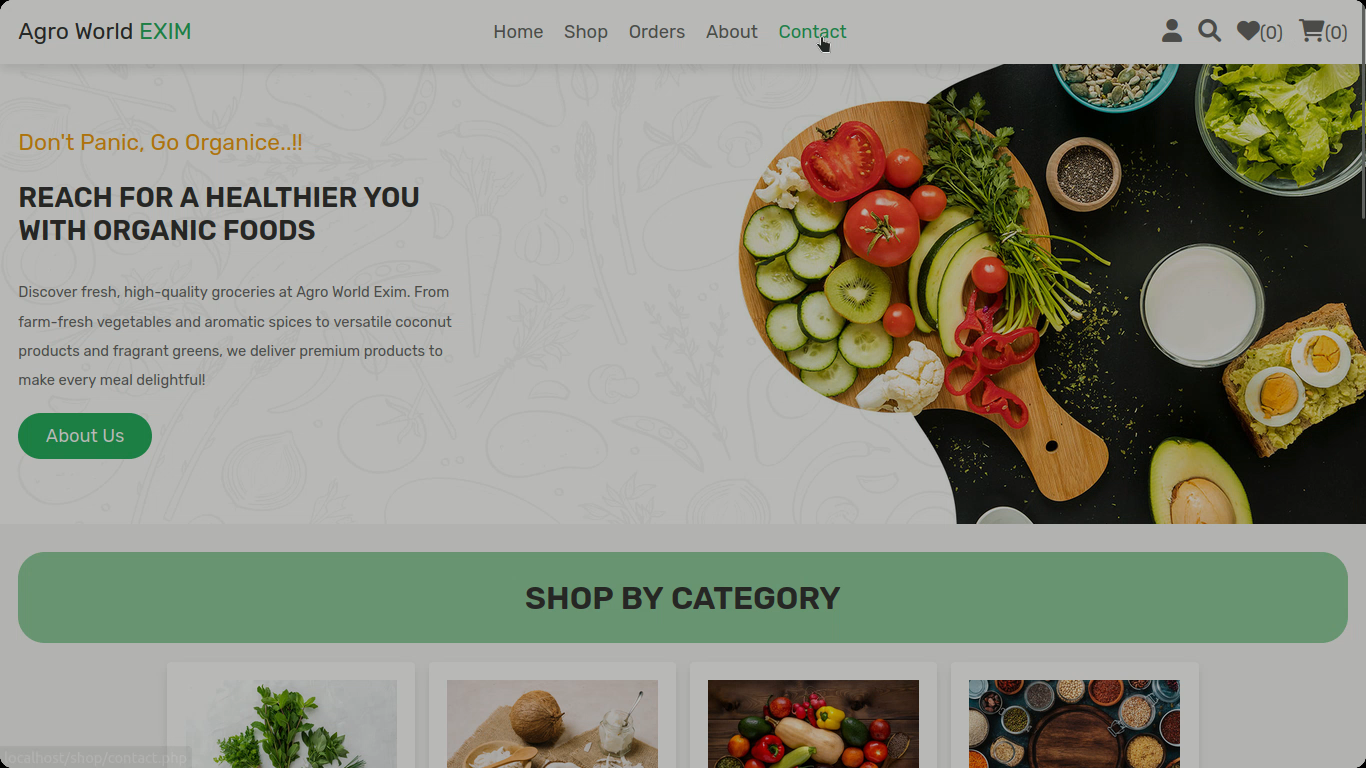 Agro World EXIM
Home Shop Orders About Contact
(0) (0)
Don't Panic, Go Organice..!!
REACH FOR A HEALTHIER YOU
WITH ORGANIC FOODS
Discover fresh, high-quality groceries at Agro World Exim. From
farm-fresh vegetables and aromatic spices to versatile coconut
products and fragrant greens, we deliver premium products to
make every meal delightful!
About Us
SHOP BY CATEGORY
localhost/shop/contact.php